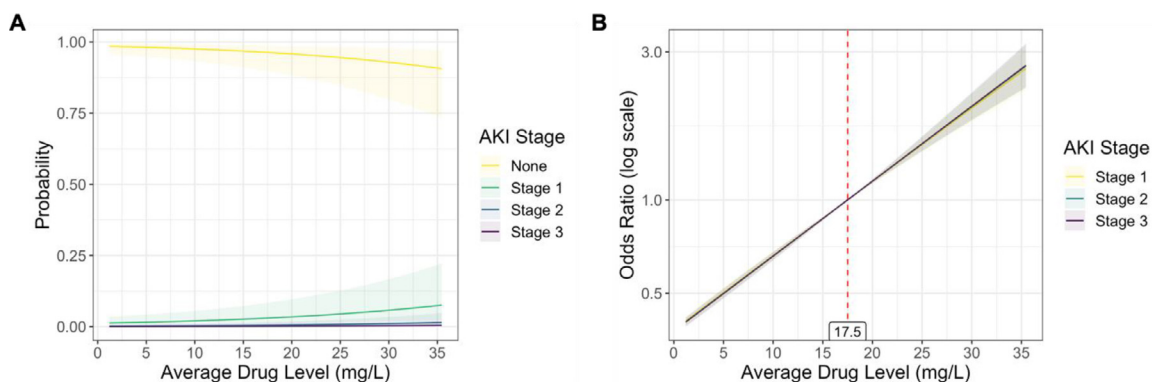 A
Probability
1.00
0.75
0.50
0.25
0.00
0 5 10 15 20 25 30 35
Average Drug Level (mg/L)
AKI Stage
None
Stage 1
Stage 2
Stage 3
B
Odds Ratio (log scale)
3.0
1.0
0.5
17.5
0 5 10 15 20 25 30 35
Average Drug Level (mg/L)
AKI Stage
Stage 1
Stage 2
Stage 3